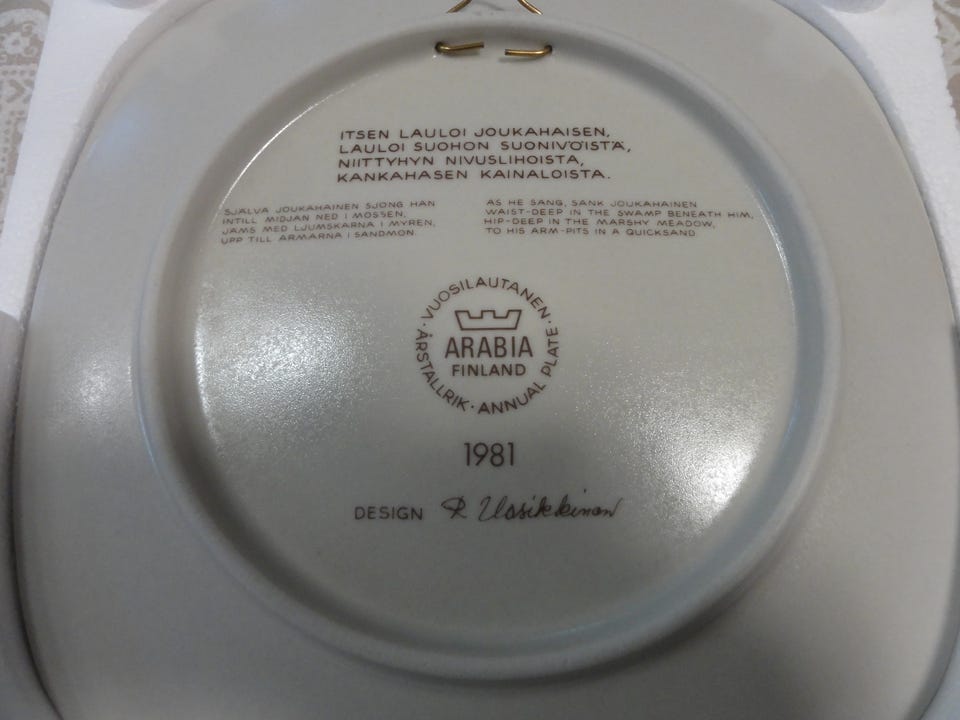 ITSEN LAULOI JOUKAHAISEN,
LAULOI SUOHON SUONIVÖISTÄ,
NIITTYHYN NIVUSLIHOISTA,
KANKAHASEN KAINALOISTA.
SJÄLVA JOUKAHAINEN SJÖNG HAN
INTILL MIDJAN NED I MOSSEN,
JÄMS MED LJUMSKARNA I MYREN,
UPP TILL ARMARNA I SANDMON.
AS HE SANG, SANK JOUKAHAINEN
WAIST-DEEP IN THE SWAMP BENEATH HIM,
HIP-DEEP IN THE MARSHY MEADOW,
TO HIS ARM-PITS IN A QUICKSAND.
· VUOSILAUTANEN · ANNUAL PLATE · ÅRSTALLRIK
ARABIA
FINLAND
1981
DESIGN R Uosikkinen